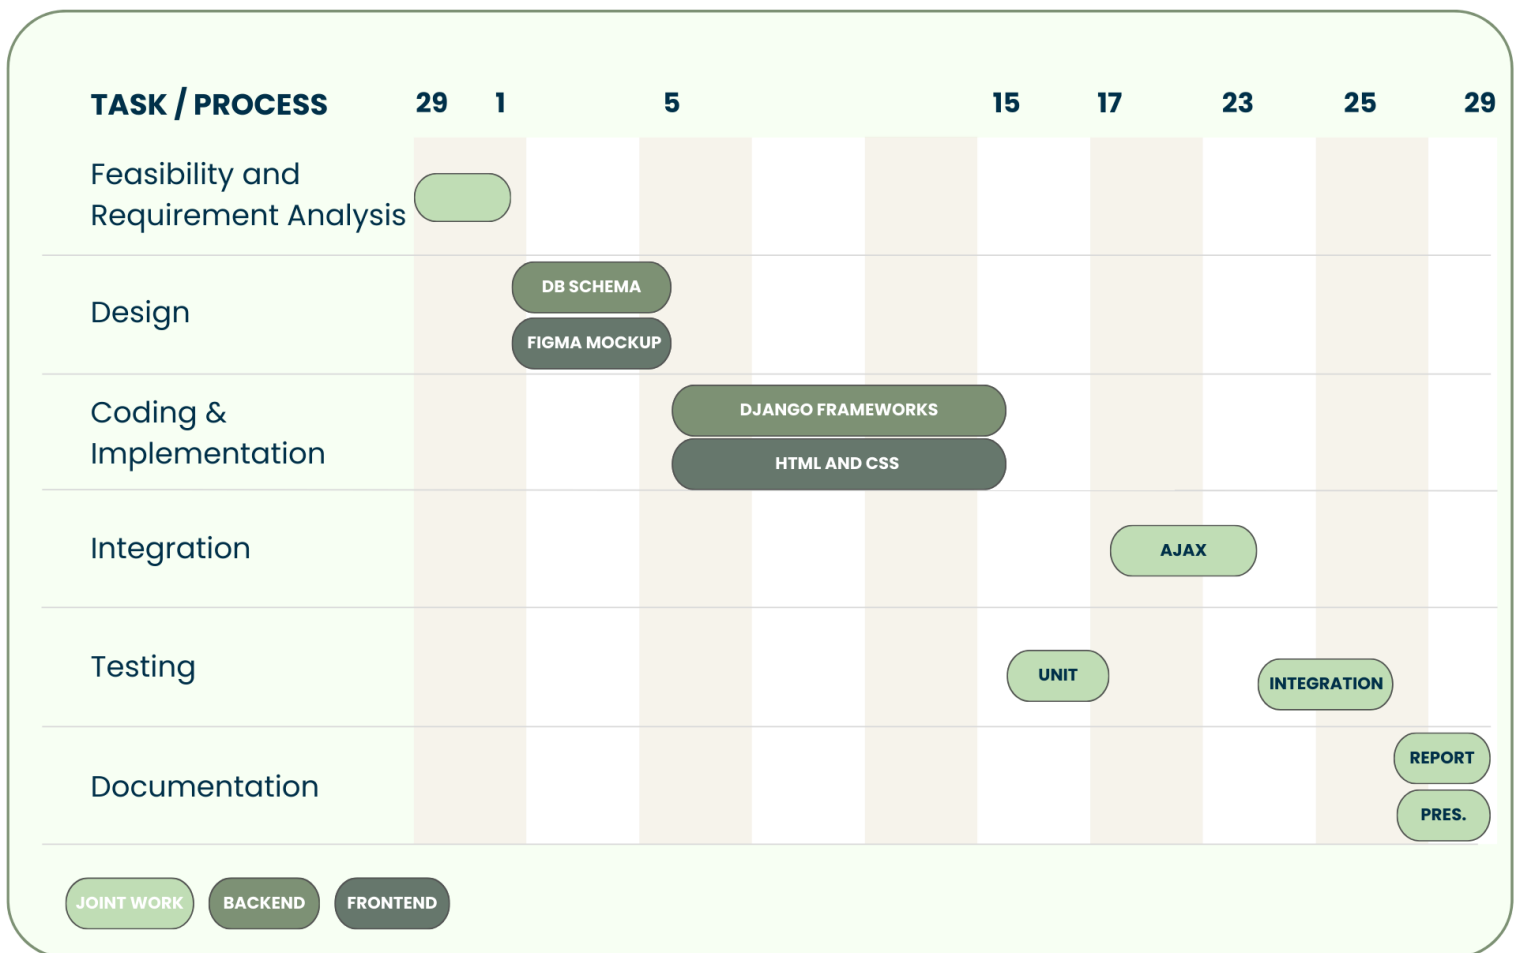 TASK / PROCESS 29 1 5 15 17 23 25 29
Feasibility and
Requirement Analysis
DB SCHEMA
Design
FIGMA MOCKUP
Coding &
DJANGO FRAMEWORKS
Implementation
HTML AND CSS
Integration
AJAX
Testing
UNIT
INTEGRATION
REPORT
Documentation
PRES.
JOINT WORK BACKEND FRONTEND